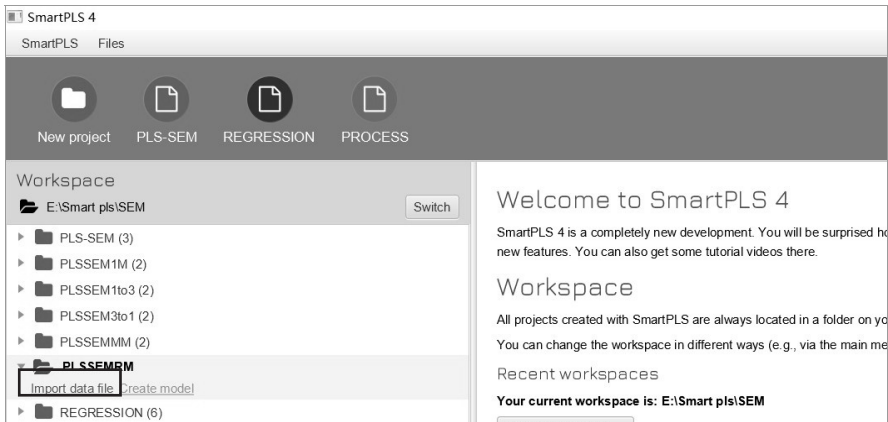 SmartPLS 4
SmartPLS Files
New project PLS-SEM REGRESSION PROCESS
Workspace
E:\Smart pls\SEM Switch
PLS-SEM (3)
PLSSEM1M (2)
PLSSEM1to3 (2)
PLSSEM3to1 (2)
PLSSEMMM (2)
PLSSEMRM
Import data file Create model
REGRESSION (6)
Welcome to SmartPLS 4
SmartPLS 4 is a completely new development. You will be surprised
new features. You can also get some tutorial videos there.
Workspace
All projects created with SmartPLS are always located in a folder on
You can change the workspace in different ways (e.g., via the main
Recent workspaces
Your current workspace is: E:\Smart pls\SEM